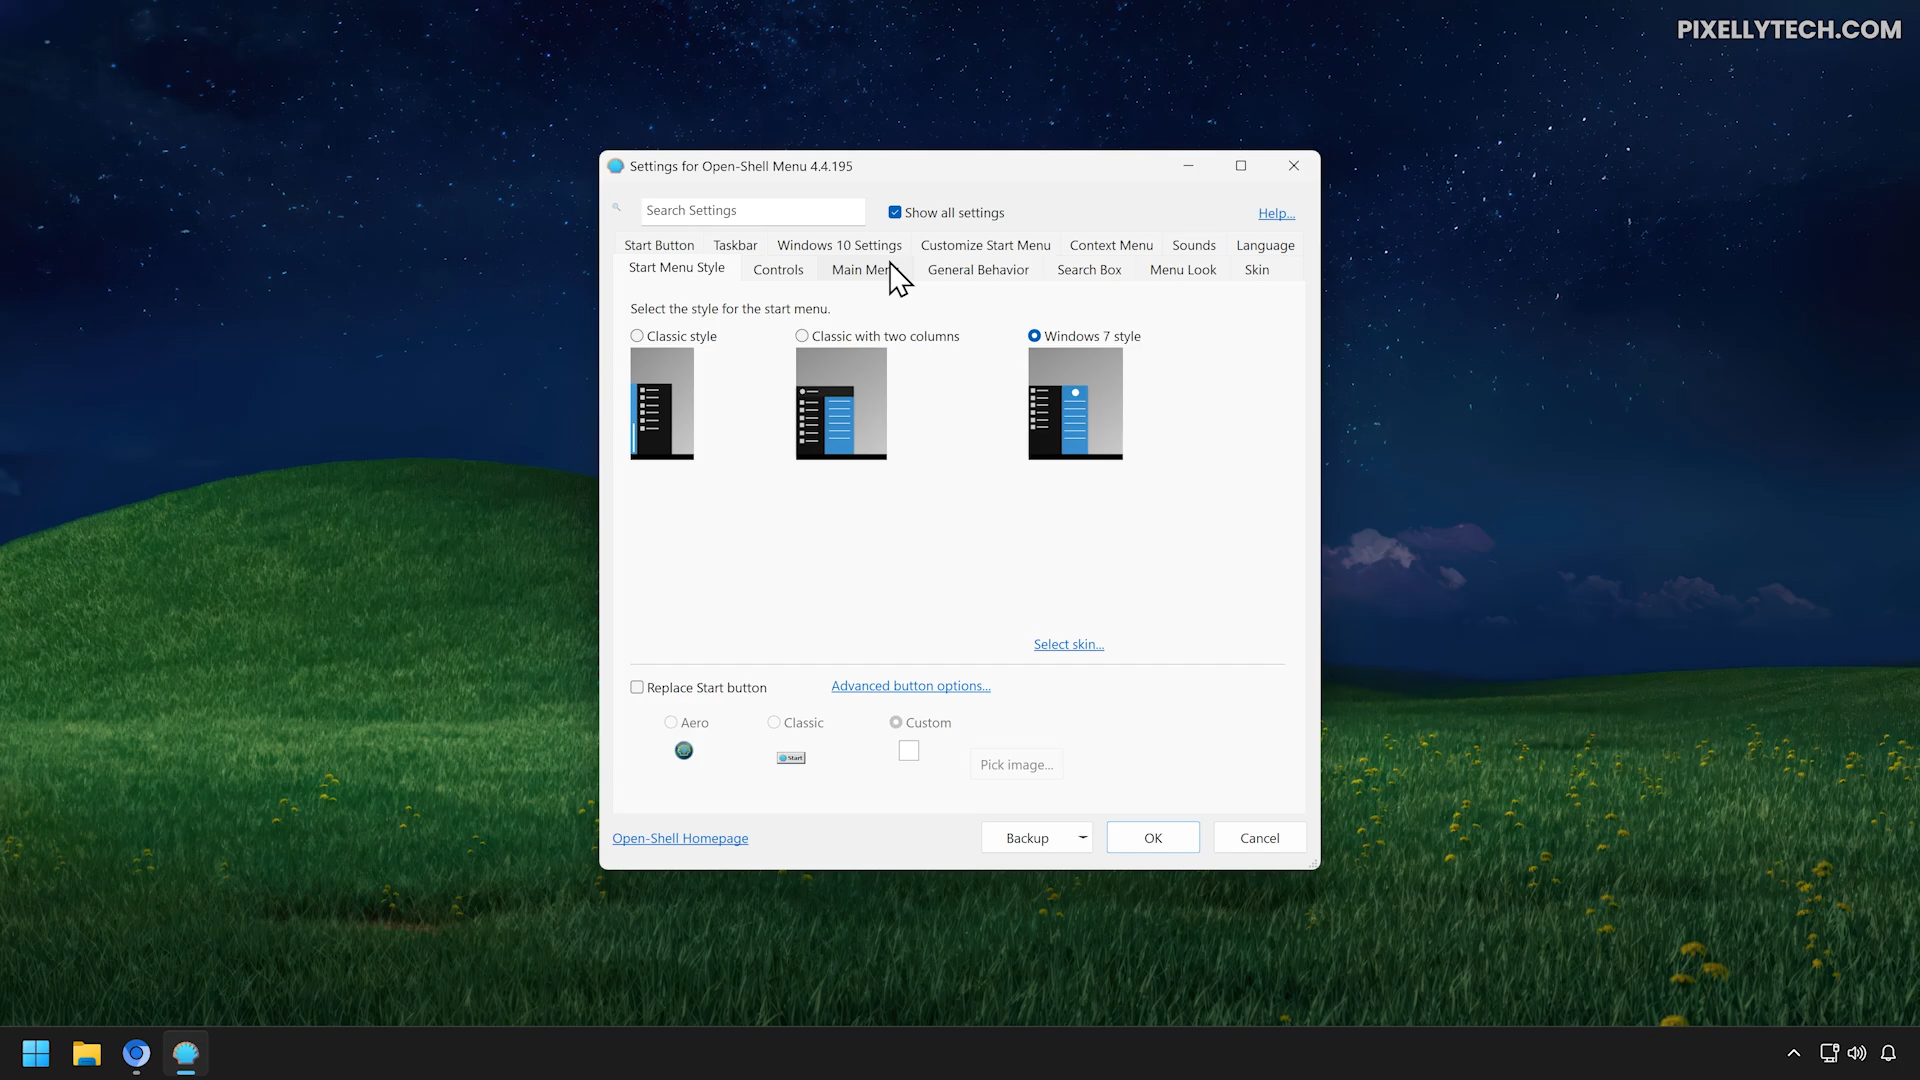 PIXELLYTECH.COM
Settings for Open-Shell Menu 4.4.195
Search Settings
Show all settings
Help...
Start Button Taskbar Windows 10 Settings Customize Start Menu Context Menu Sounds Language
Start Menu Style Controls Main Men General Behavior Search Box Menu Look Skin
Select the style for the start menu.
Classic style Classic with two columns Windows 7 style
Select skin...
Replace Start button Advanced button options...
Aero Classic Custom
Start
Pick image...
Open-Shell Homepage Backup OK Cancel